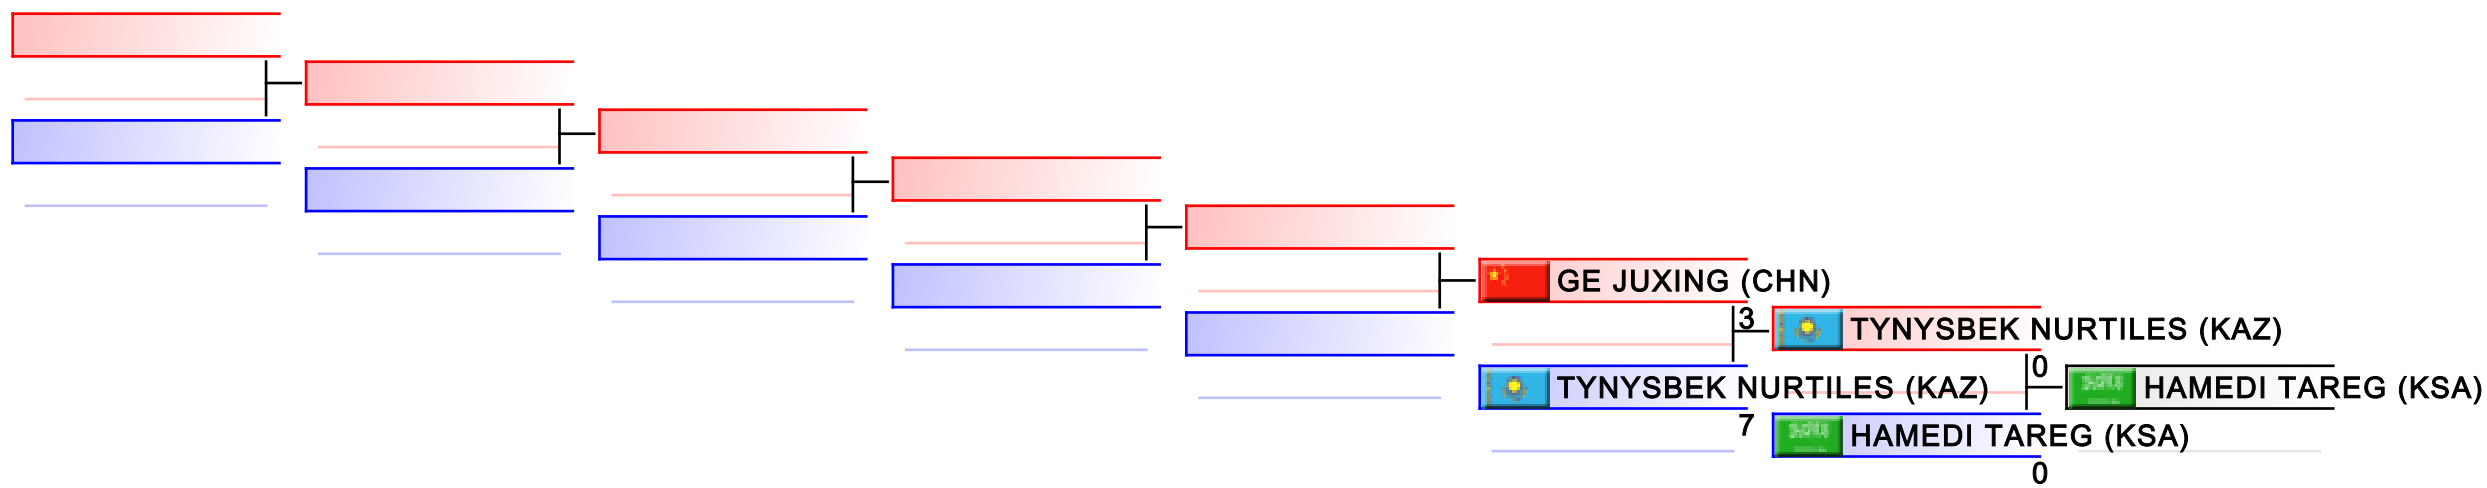 GE JUXING (CHN)
3
TYNYSBEK NURTILES (KAZ)
TYNYSBEK NURTILES (KAZ)
7
0
HAMEDI TAREG (KSA)
HAMEDI TAREG (KSA)
0